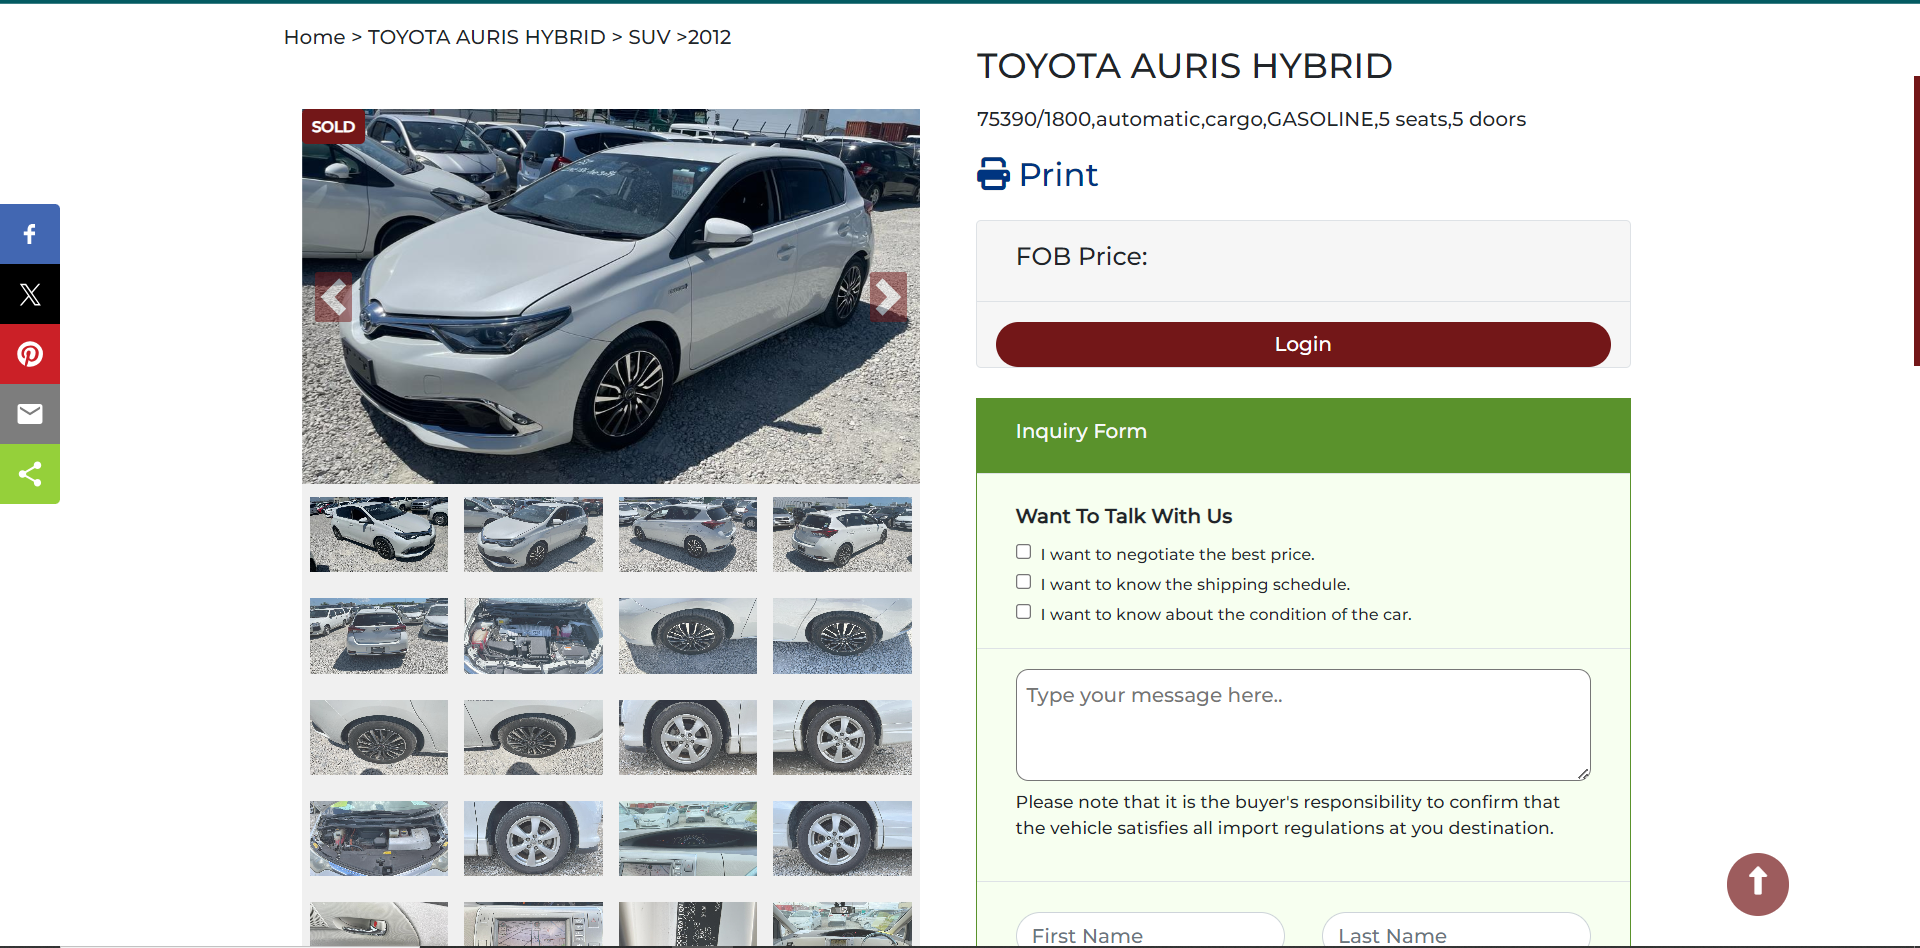 Home > TOYOTA AURIS HYBRID > SUV >2012
SOLD
TOYOTA AURIS HYBRID
75390/1800,automatic,cargo,GASOLINE,5 seats,5 doors
Print
FOB Price:
Login
Inquiry Form
Want To Talk With Us
I want to negotiate the best price.
I want to know the shipping schedule.
I want to know about the condition of the car.
Type your message here..
Please note that it is the buyer's responsibility to confirm that
the vehicle satisfies all import regulations at you destination.
First Name
Last Name